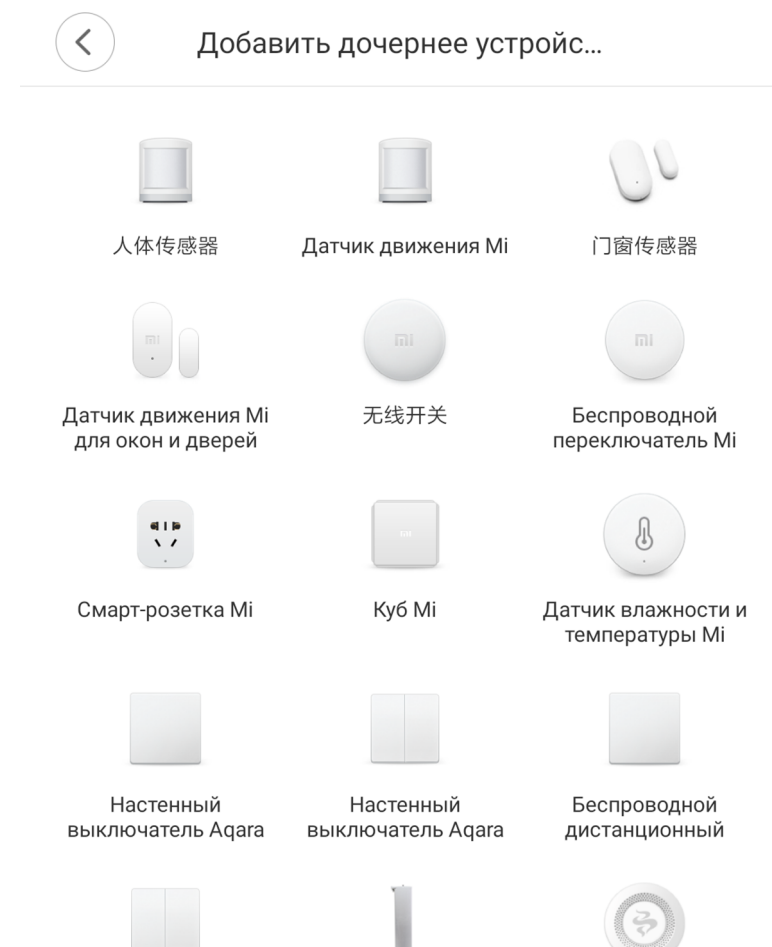 Добавить дочернее устройс...
人体传感器
Датчик движения Mi
门窗传感器
Датчик движения Mi
для окон и дверей
无线开关
Беспроводной
переключатель Mi
Смарт-розетка Mi
Куб Mi
Датчик влажности и
температуры Mi
Настенный
выключатель Aqara
Настенный
выключатель Aqara
Беспроводной
дистанционный